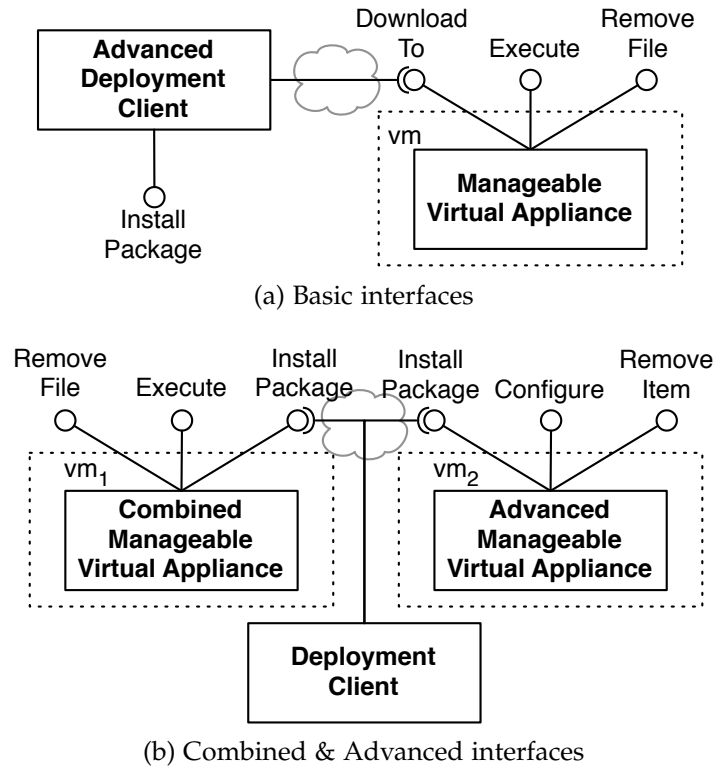 Advanced
Deployment
Client
Download
To
Execute
Remove
File
vm
Manageable
Virtual Appliance
Install
Package
(a) Basic interfaces
Remove
File
Execute
Install
Package
Install
Package
Configure
Remove
Item
vm1
Combined
Manageable
Virtual Appliance
vm2
Advanced
Manageable
Virtual Appliance
Deployment
Client
(b) Combined & Advanced interfaces